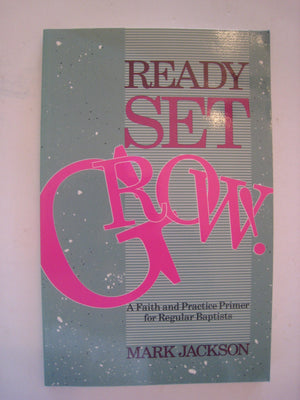 READY
SET
GROW!
A Faith and Practice Primer
for Regular Baptists
MARK JACKSON